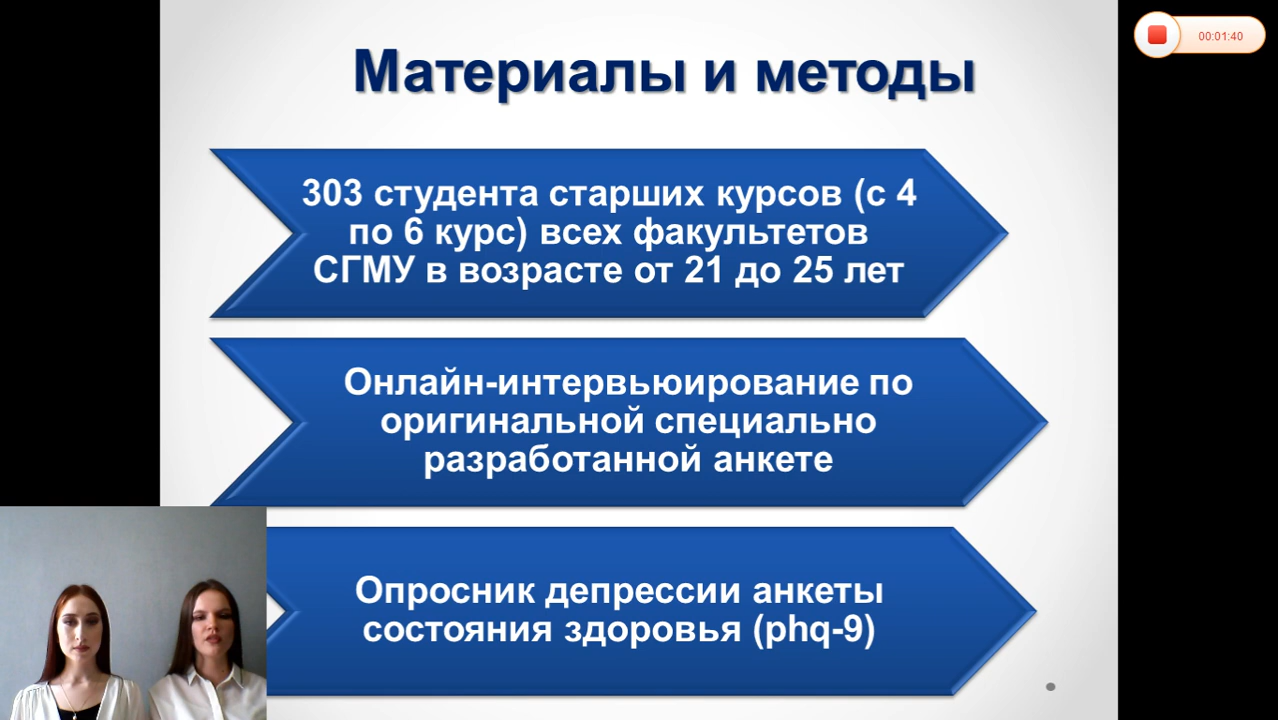 Материалы и методы
00:01:40
303 студента старших курсов (с 4
по 6 курс) всех факультетов
СГМУ в возрасте от 21 до 25 лет
Онлайн-интервьюирование по
оригинальной специально
разработанной анкете
Опросник депрессии анкеты
состояния здоровья (phq-9)